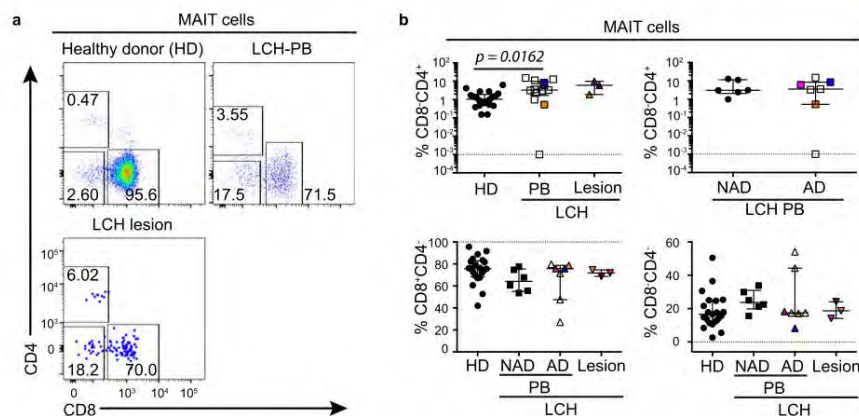 a
MAIT cells
Healthy donor (HD)
LCH-PB
0.47
2.60
95.6
3.55
17.5
71.5
LCH lesion
10⁵
10⁴
10³
0
6.02
18.2
70.0
0
10³
10⁴
10⁵
CD4
CD8
b
MAIT cells
% CD8⁻CD4⁺
10²
10¹
1
10⁻¹
10⁻²
10⁻³
10⁻⁴
p = 0.0162
HD
PB
Lesion
LCH
% CD8⁻CD4⁺
10²
10¹
1
10⁻¹
10⁻²
10⁻³
10⁻⁴
NAD
AD
LCH PB
% CD8⁺CD4⁻
100
80
60
40
20
0
HD
NAD
AD
Lesion
PB
LCH
% CD8⁻CD4⁻
60
40
20
0
HD
NAD
AD
Lesion
PB
LCH